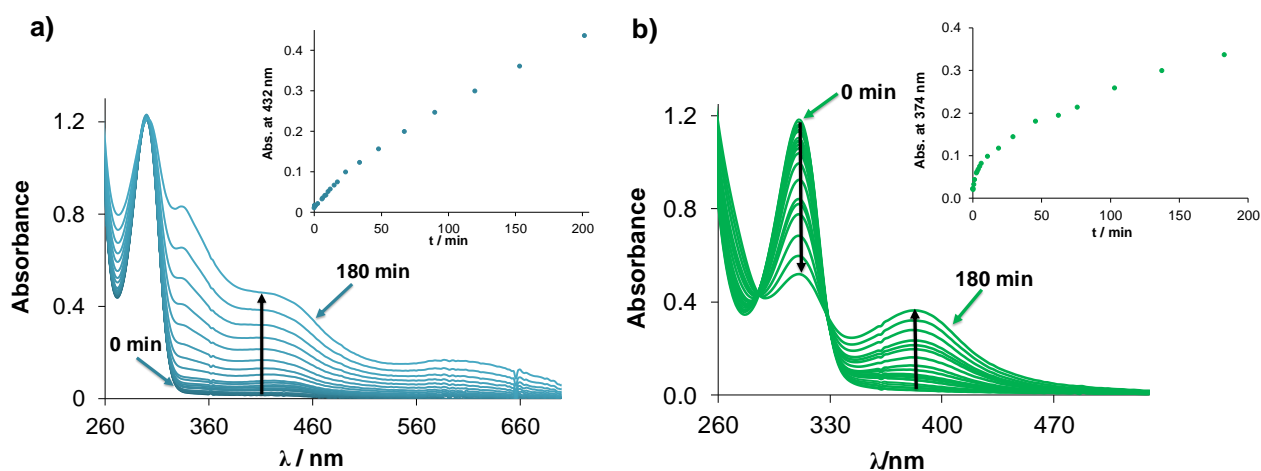 a)
Absorbance
1.2
0.8
0.4
0
260
360
460
560
660
λ / nm
0 min
180 min
Abs. at 432 nm
0.4
0.3
0.2
0.1
0
0
50
100
150
200
t / min
b)
Absorbance
1.2
0.8
0.4
0.0
260
330
400
470
λ/nm
0 min
180 min
Abs. at 374 nm
0.4
0.3
0.2
0.1
0
0
50
100
150
200
t / min